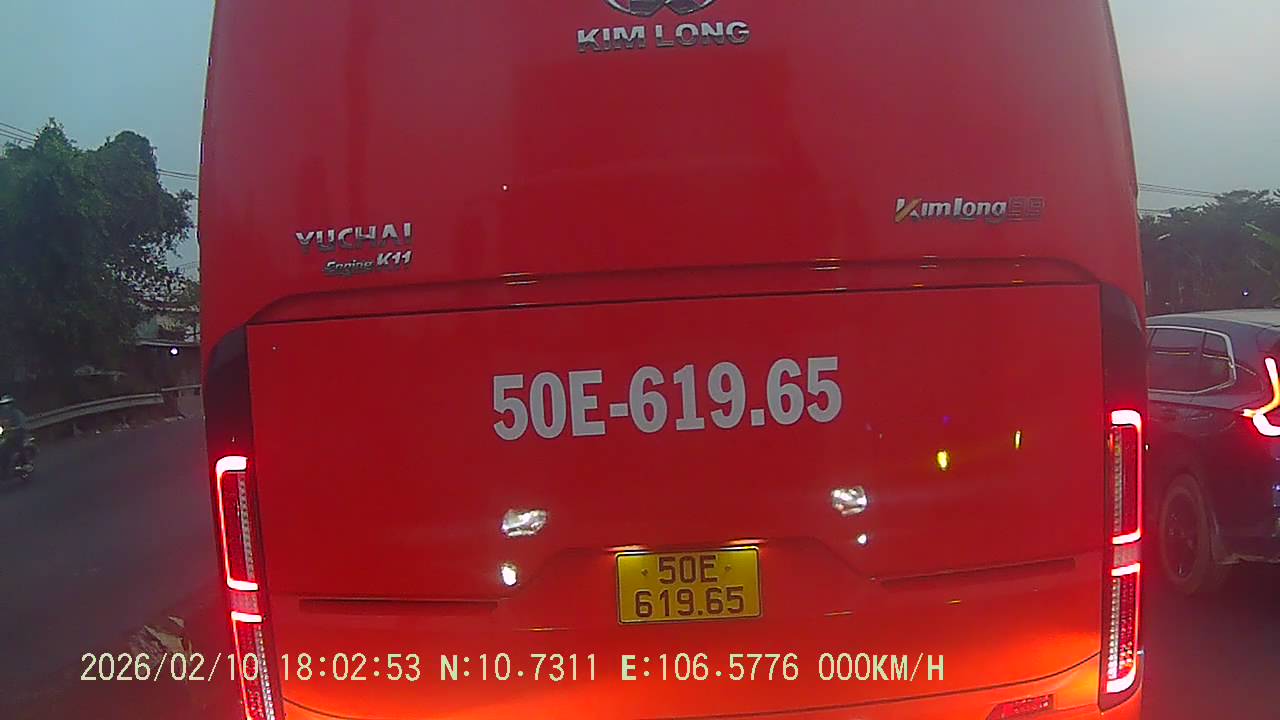 KIM LONG
Kimlong99
YUCHAI
Engine K11
50E-619.65
50E
619.65
2026/02/10 18:02:53 N:10.7311 E:106.5776 000KM/H